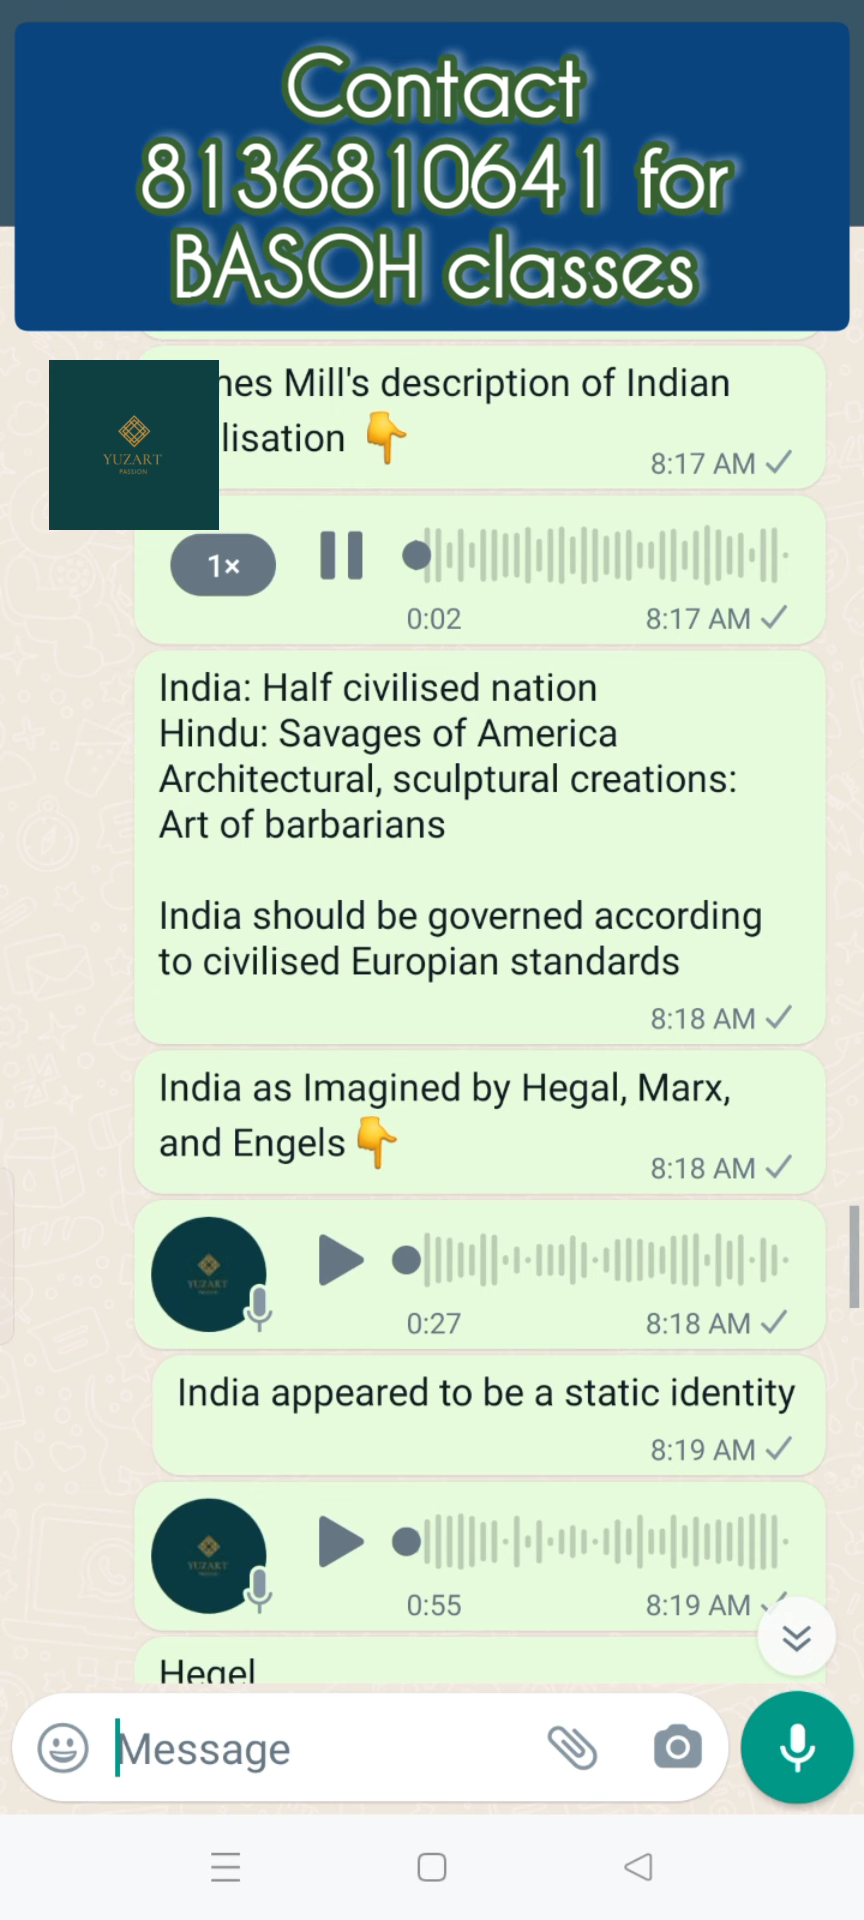 Contact
8136810641 for
BASOH classes
nes Mill's description of Indian
lisation
8:17 AM
YUZART
PASSION
1×
0:02
8:17 AM
India: Half civilised nation
Hindu: Savages of America
Architectural, sculptural creations:
Art of barbarians
India should be governed according
to civilised Europian standards
8:18 AM
India as Imagined by Hegal, Marx,
and Engels
8:18 AM
YUZART
0:27
8:18 AM
India appeared to be a static identity
8:19 AM
YUZART
0:55
8:19 AM
Hegel
Message